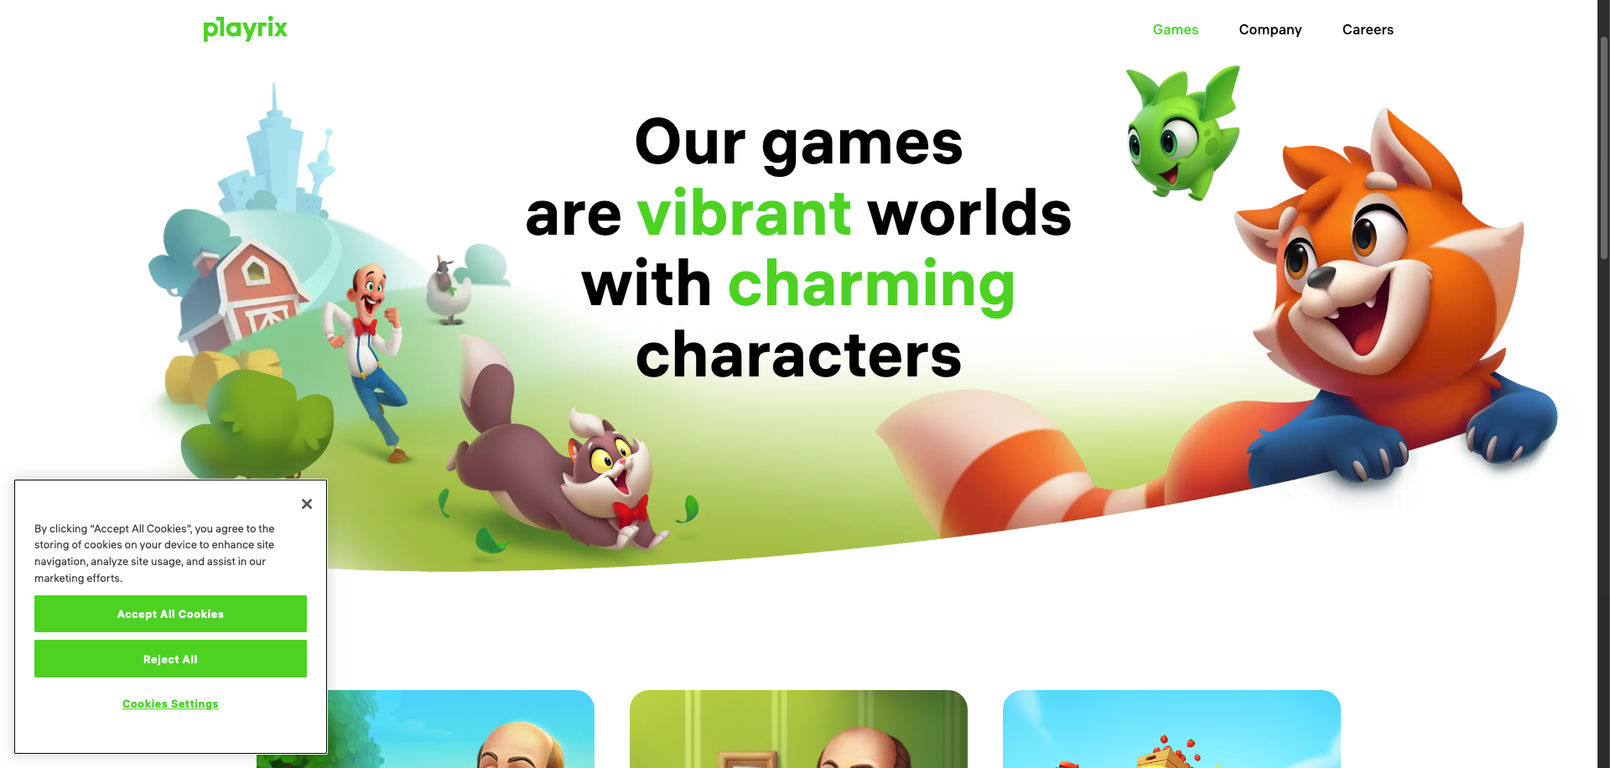 playrix
Games
Company
Careers
Our games
are vibrant worlds
with charming
characters
By clicking “Accept All Cookies”, you agree to the
storing of cookies on your device to enhance site
navigation, analyze site usage, and assist in our
marketing efforts.
Accept All Cookies
Reject All
Cookies Settings